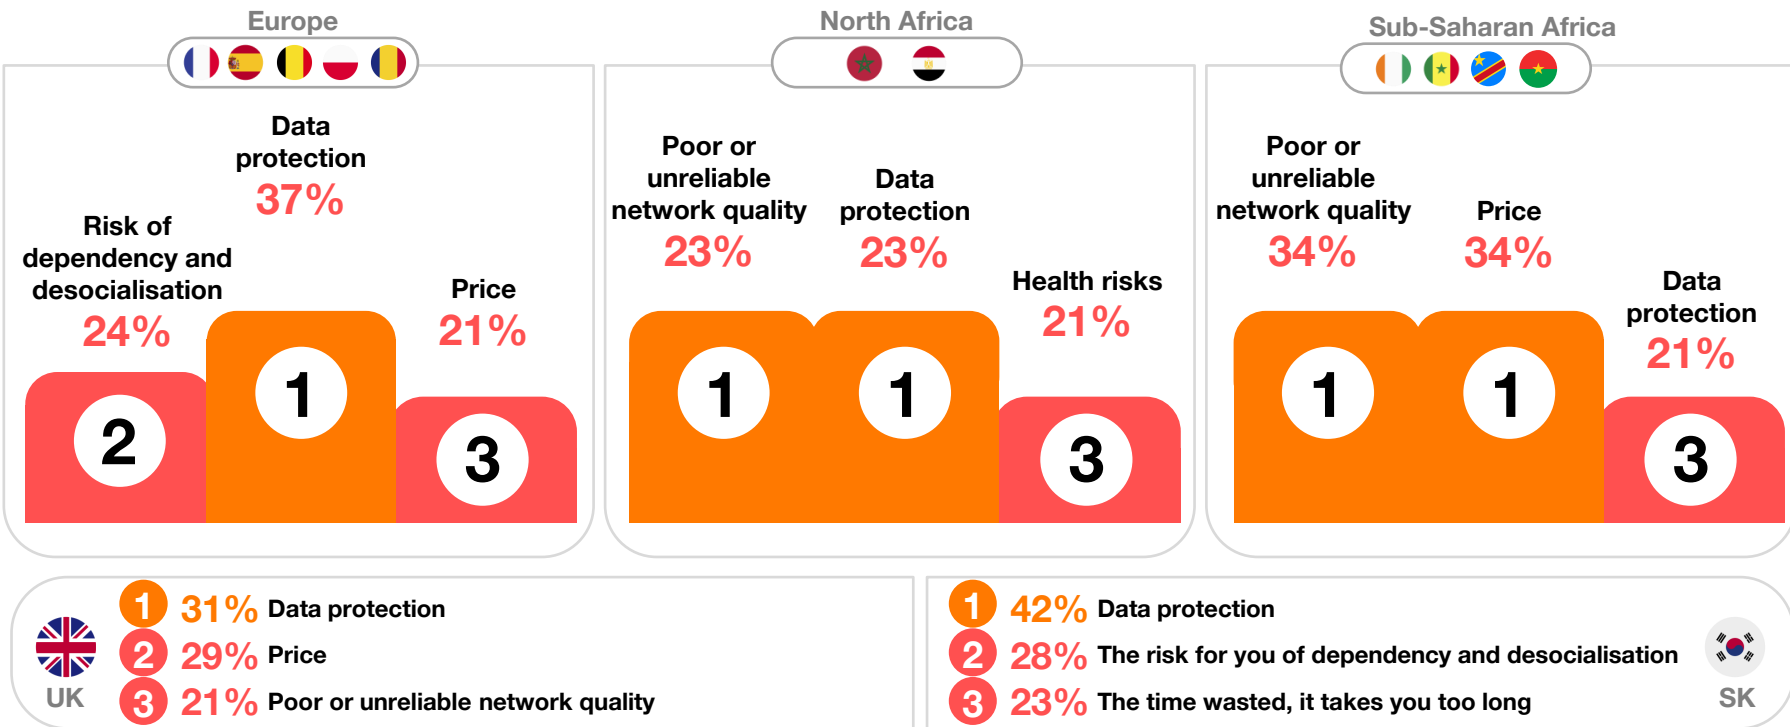 Europe
Data
protection
37%
Risk of
dependency and
desocialisation
24%
Price
21%
1
2
3
North Africa
Poor or
unreliable
network quality
23%
Data
protection
23%
Health risks
21%
1
1
3
Sub-Saharan Africa
Poor or
unreliable
network quality
34%
Price
34%
Data
protection
21%
1
1
3
UK
1 31% Data protection
2 29% Price
3 21% Poor or unreliable network quality
1 42% Data protection
2 28% The risk for you of dependency and desocialisation
3 23% The time wasted, it takes you too long
SK